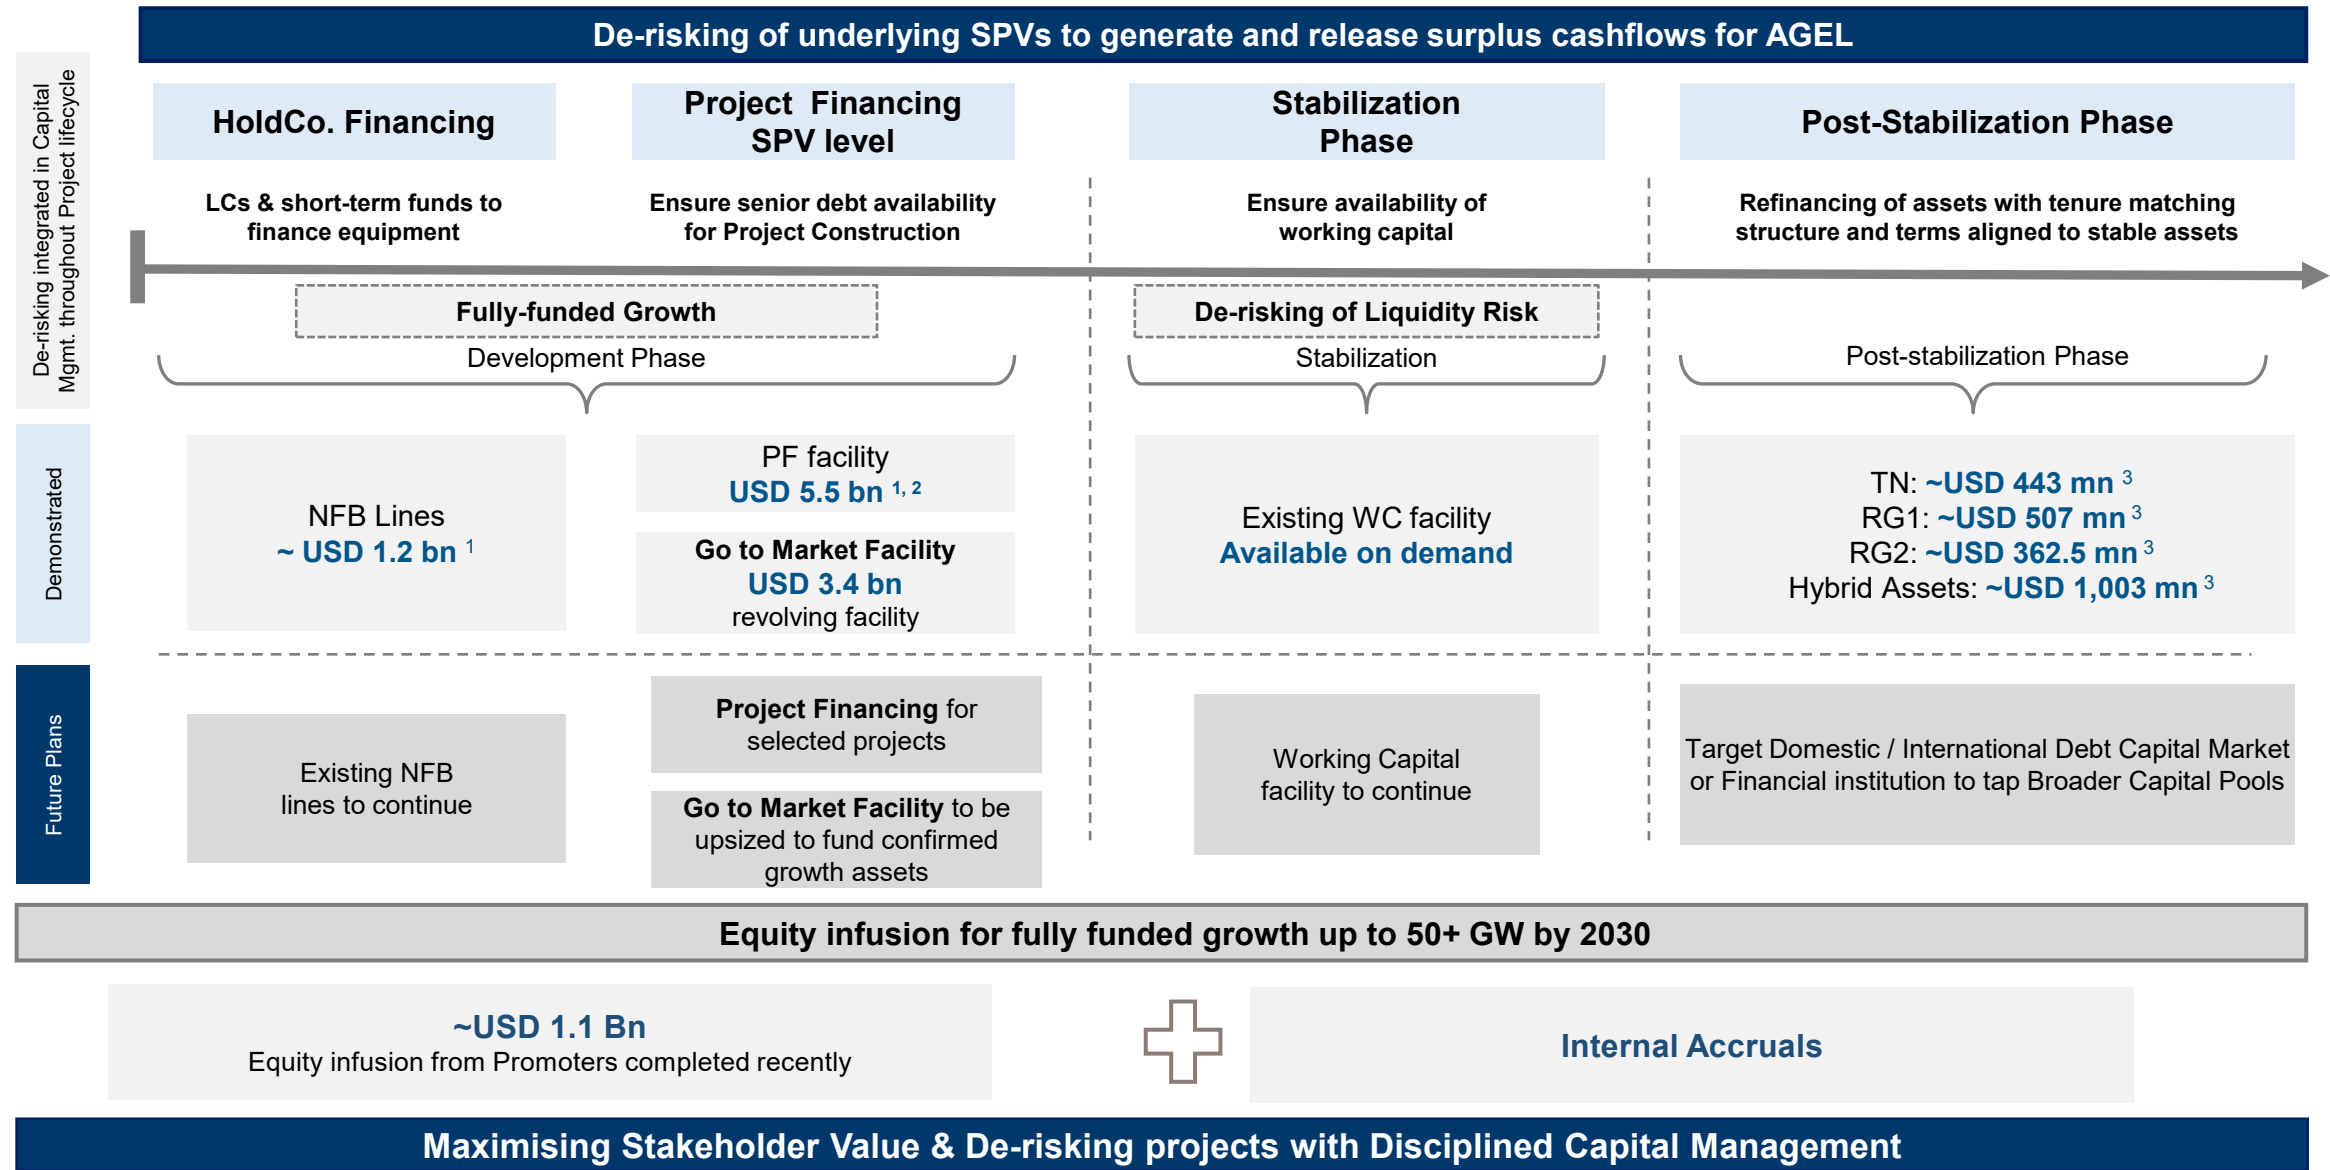 De-risking of underlying SPVs to generate and release surplus cashflows for AGEL
De-risking integrated in Capital
Mgmt. throughout Project lifecycle
HoldCo. Financing
Project Financing
SPV level
Stabilization
Phase
Post-Stabilization Phase
LCs & short-term funds to
finance equipment
Ensure senior debt availability
for Project Construction
Ensure availability of
working capital
Refinancing of assets with tenure matching
structure and terms aligned to stable assets
Fully-funded Growth
De-risking of Liquidity Risk
Development Phase
Stabilization
Post-stabilization Phase
Demonstrated
NFB Lines
~ USD 1.2 bn 1
PF facility
USD 5.5 bn 1, 2
Go to Market Facility
USD 3.4 bn
revolving facility
Existing WC facility
Available on demand
TN: ~USD 443 mn 3
RG1: ~USD 507 mn 3
RG2: ~USD 362.5 mn 3
Hybrid Assets: ~USD 1,003 mn 3
Future Plans
Existing NFB
lines to continue
Project Financing for
selected projects
Go to Market Facility to be
upsized to fund confirmed
growth assets
Working Capital
facility to continue
Target Domestic / International Debt Capital Market
or Financial institution to tap Broader Capital Pools
Equity infusion for fully funded growth up to 50+ GW by 2030
~USD 1.1 Bn
Equity infusion from Promoters completed recently
Internal Accruals
Maximising Stakeholder Value & De-risking projects with Disciplined Capital Management